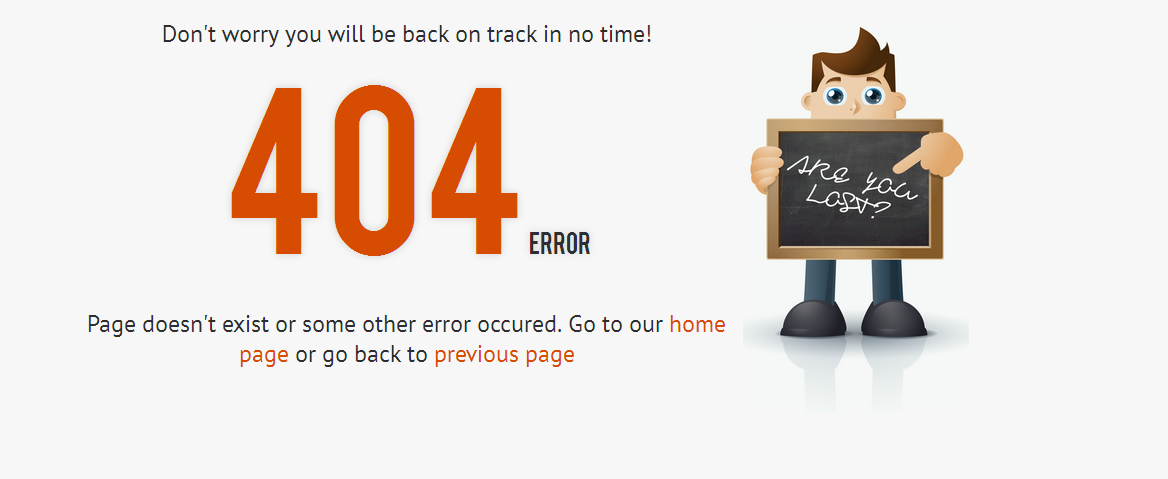 Don't worry you will be back on track in no time!
404 ERROR
ARE YOU
LOST?
Page doesn't exist or some other error occured. Go to our home
page or go back to previous page